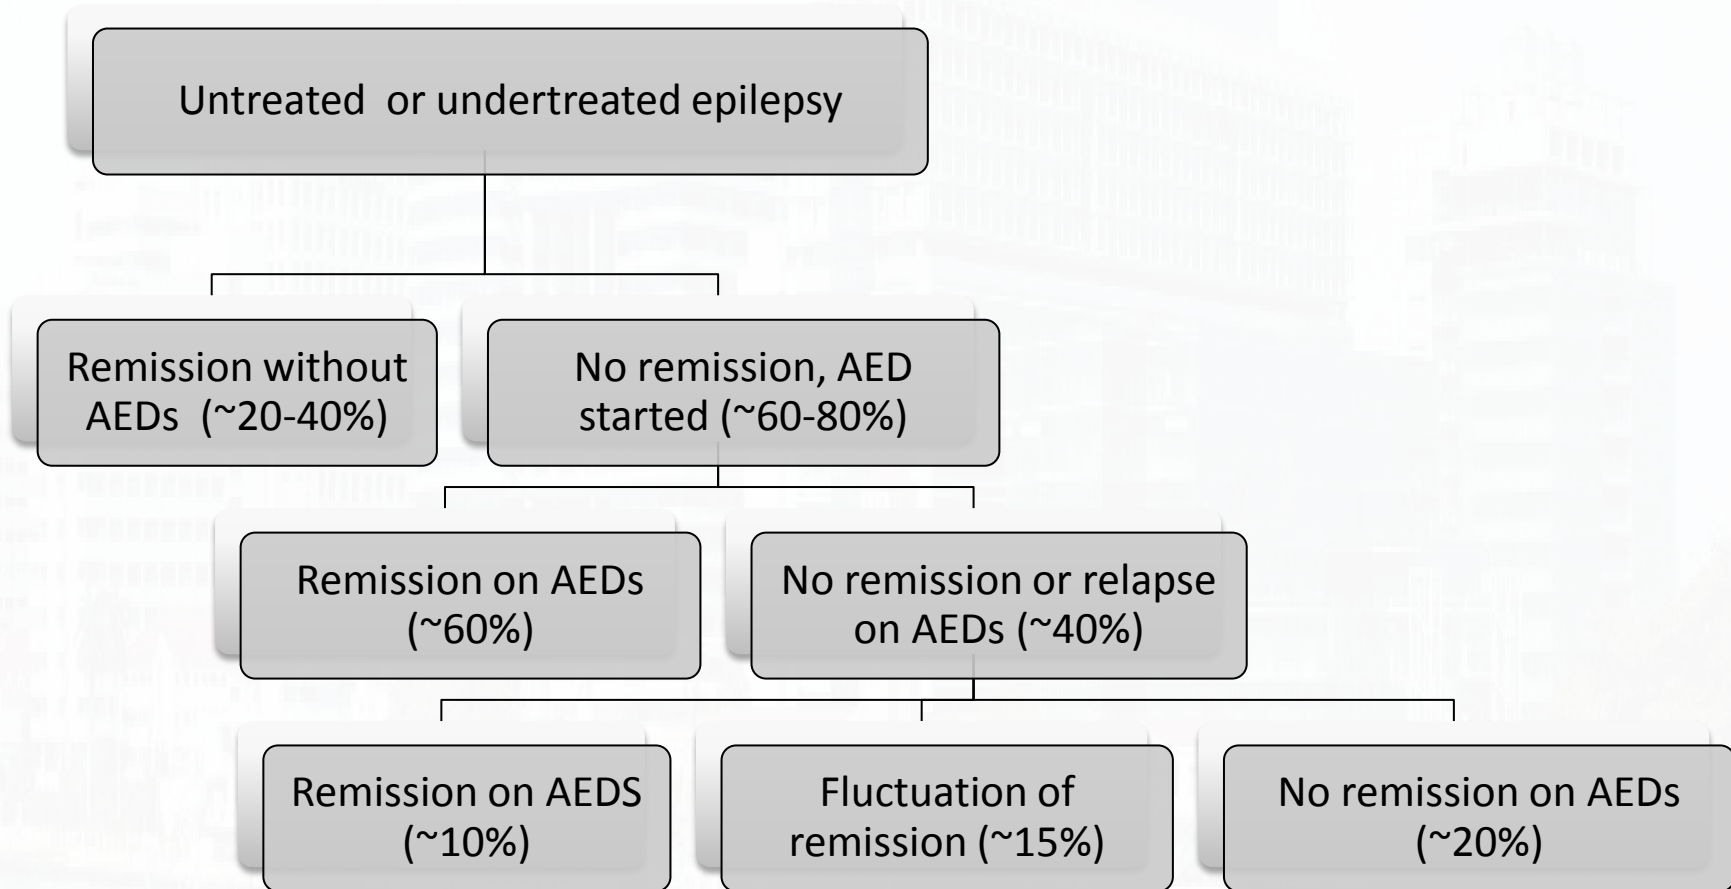 Untreated  or undertreated epilepsy
Remission without
AEDs  (~20-40%)
No remission, AED
started (~60-80%)
Remission on AEDs
(~60%)
No remission or relapse
on AEDs (~40%)
Remission on AEDS
(~10%)
Fluctuation of
remission (~15%)
No remission on AEDs
(~20%)